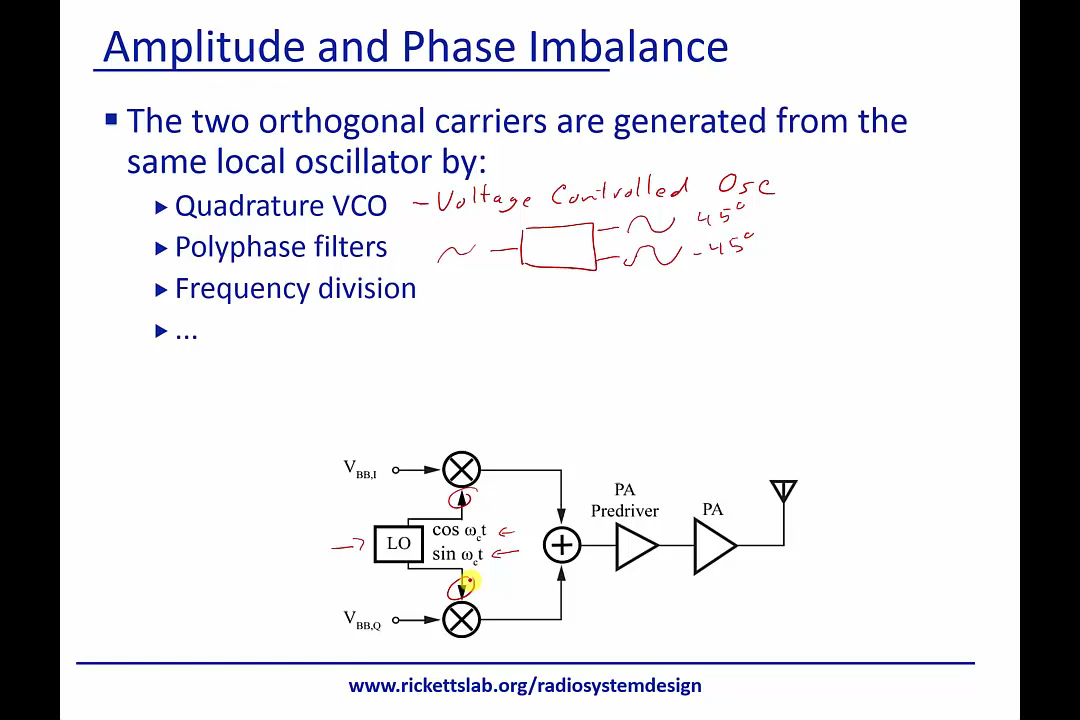 Amplitude and Phase Imbalance
The two orthogonal carriers are generated from the
same local oscillator by:
Quadrature VCO - Voltage Controlled Osc
45°
Polyphase filters
-45°
Frequency division
...
V_BB,I
PA
Predriver
PA
LO
cos ω_c t
sin ω_c t
V_BB,Q
www.rickettslab.org/radiosystemdesign